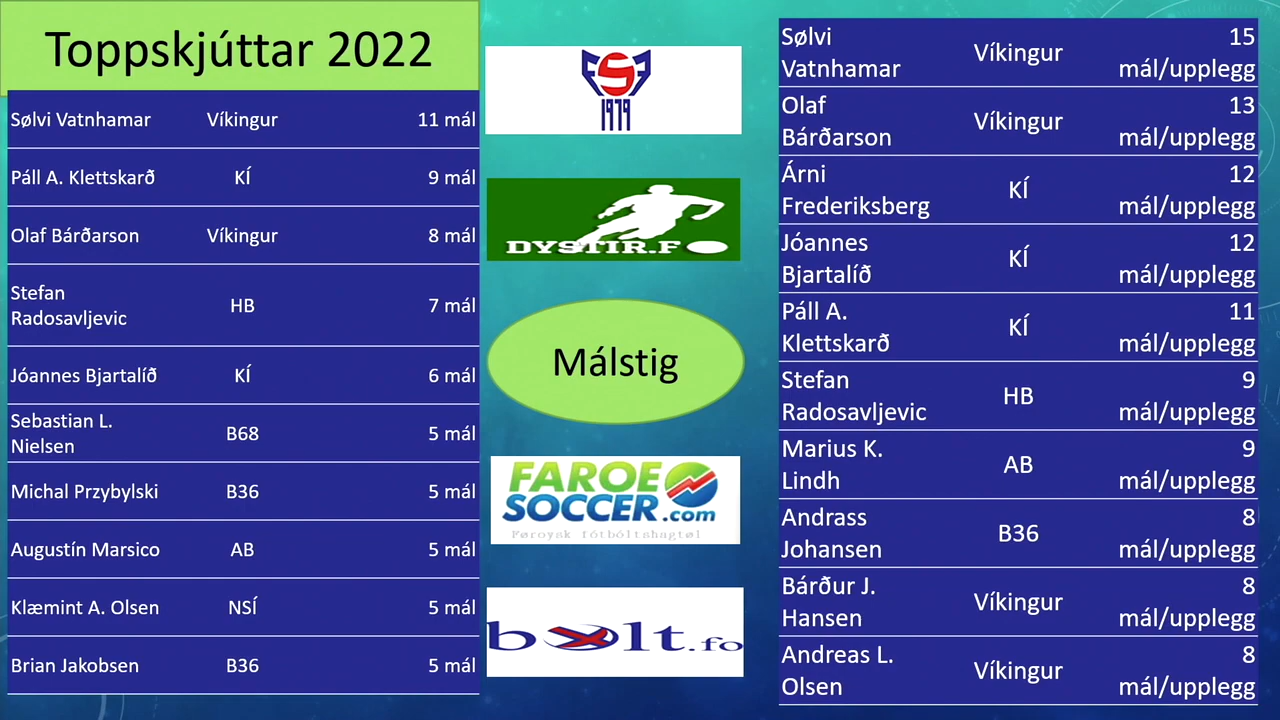 Toppskjúttar 2022
Sølvi Vatnhamar Víkingur 11 mál
Páll A. Klettskarð KÍ 9 mál
Olaf Bárðarson Víkingur 8 mál
Stefan
Radosavljevic HB 7 mál
Jóannes Bjartalíð KÍ 6 mál
Sebastian L.
Nielsen B68 5 mál
Michal Przybylski B36 5 mál
Augustín Marsico AB 5 mál
Klæmint A. Olsen NSÍ 5 mál
Brian Jakobsen B36 5 mál
FSF
1979
DYSTIR.F
Málstig
FAROE
SOCCER.com
Føroysk fótbóltshagtøl
bolt.fo
Sølvi
Vatnhamar Víkingur 15
mál/upplegg
Olaf
Bárðarson Víkingur 13
mál/upplegg
Árni
Frederiksberg KÍ 12
mál/upplegg
Jóannes
Bjartalíð KÍ 12
mál/upplegg
Páll A.
Klettskarð KÍ 11
mál/upplegg
Stefan
Radosavljevic HB 9
mál/upplegg
Marius K.
Lindh AB 9
mál/upplegg
Andrass
Johansen B36 8
mál/upplegg
Bárður J.
Hansen Víkingur 8
mál/upplegg
Andreas L.
Olsen Víkingur 8
mál/upplegg